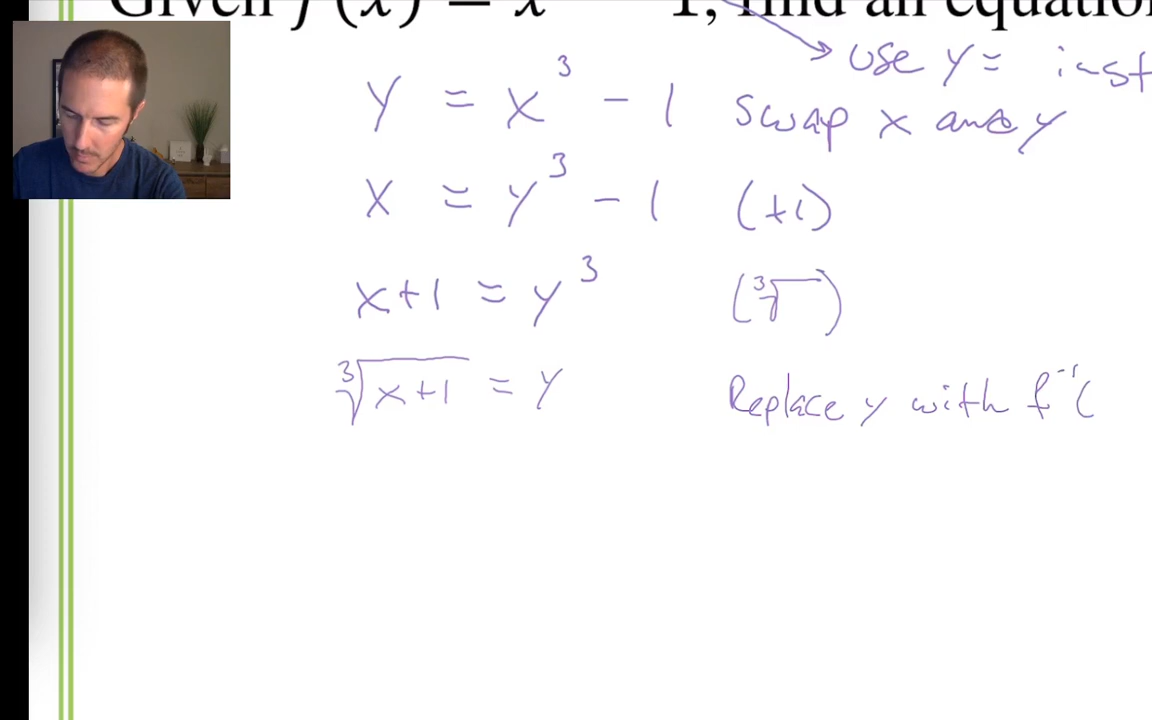 Given f(x) = x³ − 1, find an equation
use y =
y = x³ - 1 swap x and y
x = y³ - 1 (+1)
x+1 = y³ (∛ )
∛x+1 = y Replace y with f⁻¹(